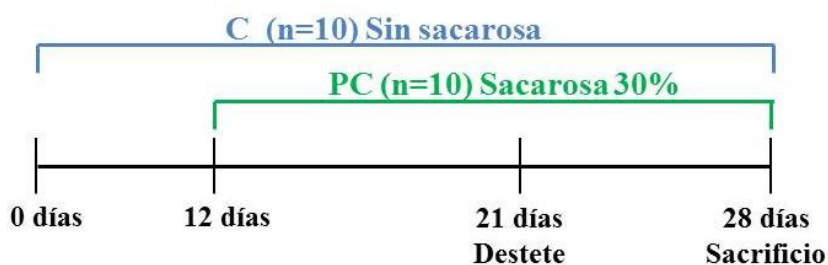 C (n=10) Sin sacarosa
PC (n=10) Sacarosa 30%
0 días
12 días
21 días
Destete
28 días
Sacrificio